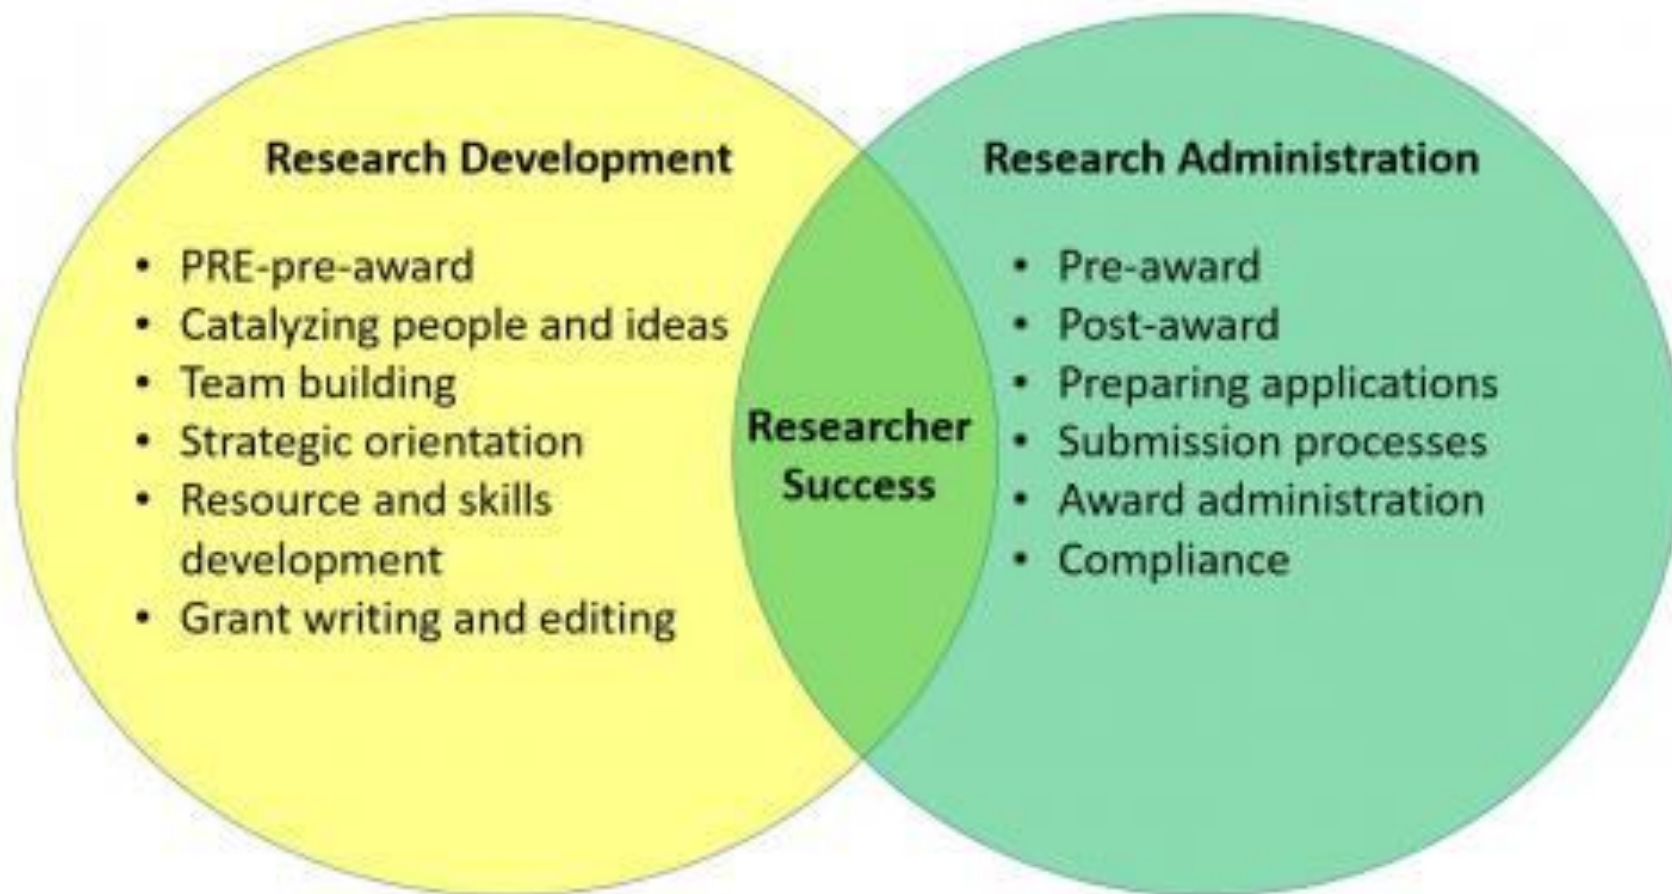 Research Development
• PRE-pre-award
• Catalyzing people and ideas
• Team building
• Strategic orientation
• Resource and skills
development
• Grant writing and editing
Researcher
Success
Research Administration
• Pre-award
• Post-award
• Preparing applications
• Submission processes
• Award administration
• Compliance